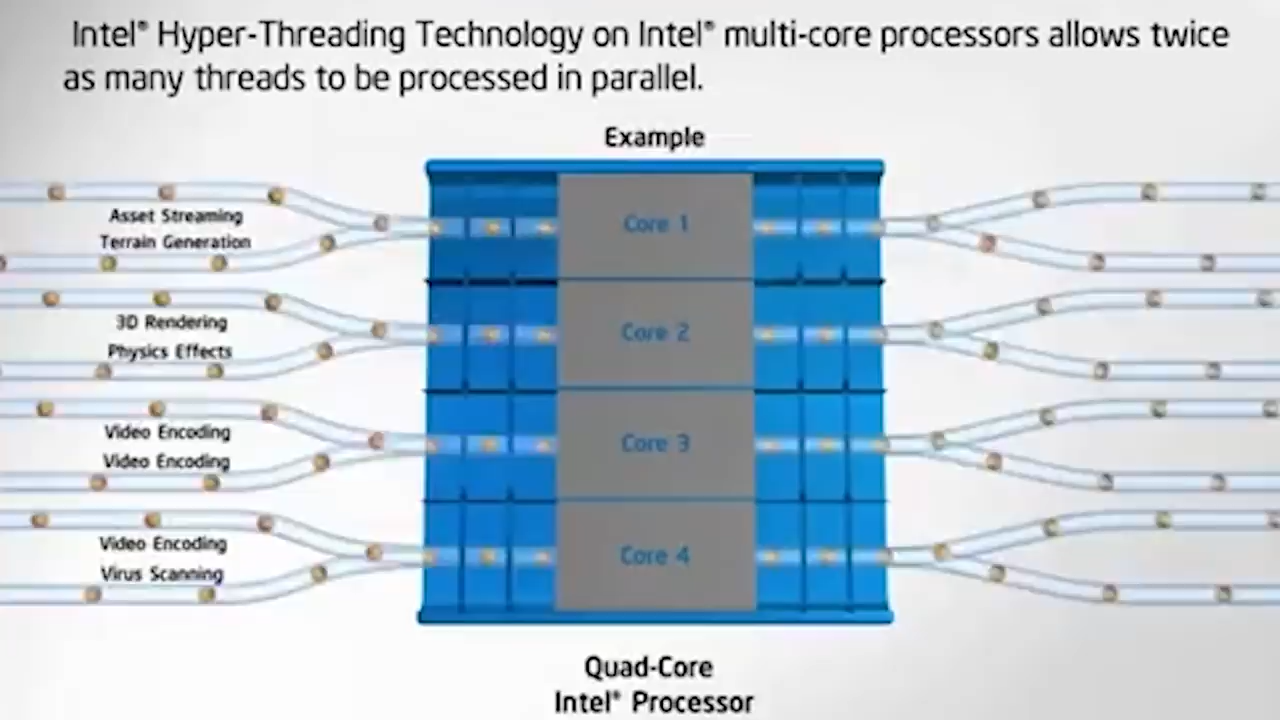 Intel® Hyper-Threading Technology on Intel® multi-core processors allows twice
as many threads to be processed in parallel.
Example
Asset Streaming
Terrain Generation
Core 1
3D Rendering
Physics Effects
Core 2
Video Encoding
Video Encoding
Core 3
Video Encoding
Virus Scanning
Core 4
Quad-Core
Intel® Processor